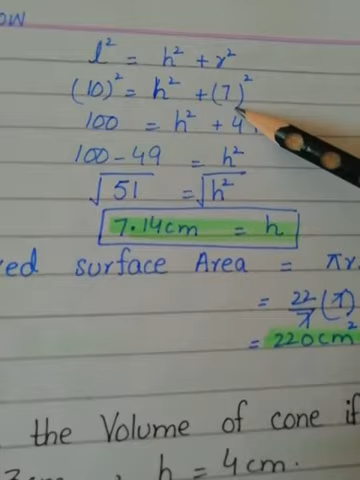 ow
l² = h² + r²
(10)² = h² + (7)²
100 = h² + 4
100 - 49 = h²
√51 = √h²
7.14cm = h
ed surface Area = πr
= 22/7 (7)
= 220cm²
the Volume of cone if
h = 4cm.